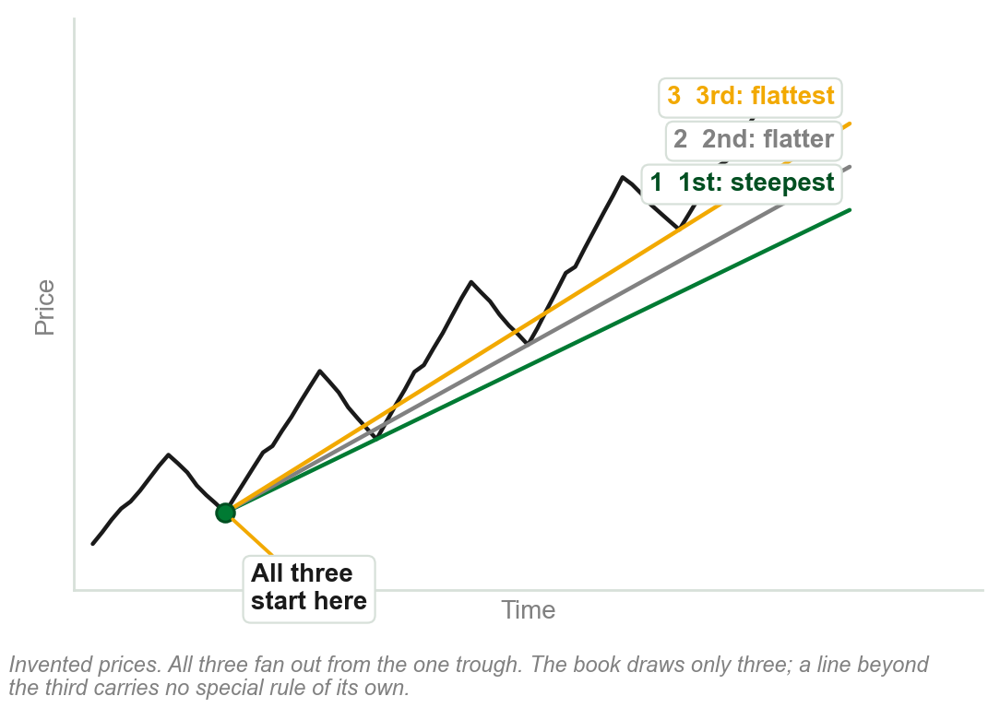 3  3rd: flattest
2  2nd: flatter
1  1st: steepest
Price
All three
start here
Time
Invented prices. All three fan out from the one trough. The book draws only three; a line beyond
the third carries no special rule of its own.